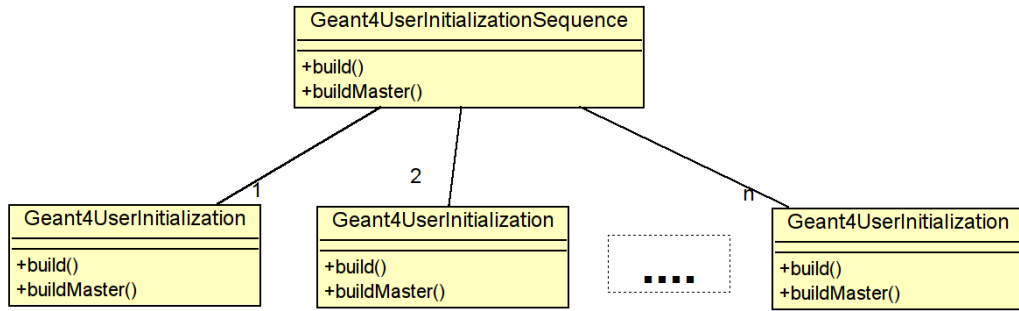 Geant4UserInitializationSequence
+build()
+buildMaster()
1
2
n
Geant4UserInitialization
+build()
+buildMaster()
Geant4UserInitialization
+build()
+buildMaster()
....
Geant4UserInitialization
+build()
+buildMaster()